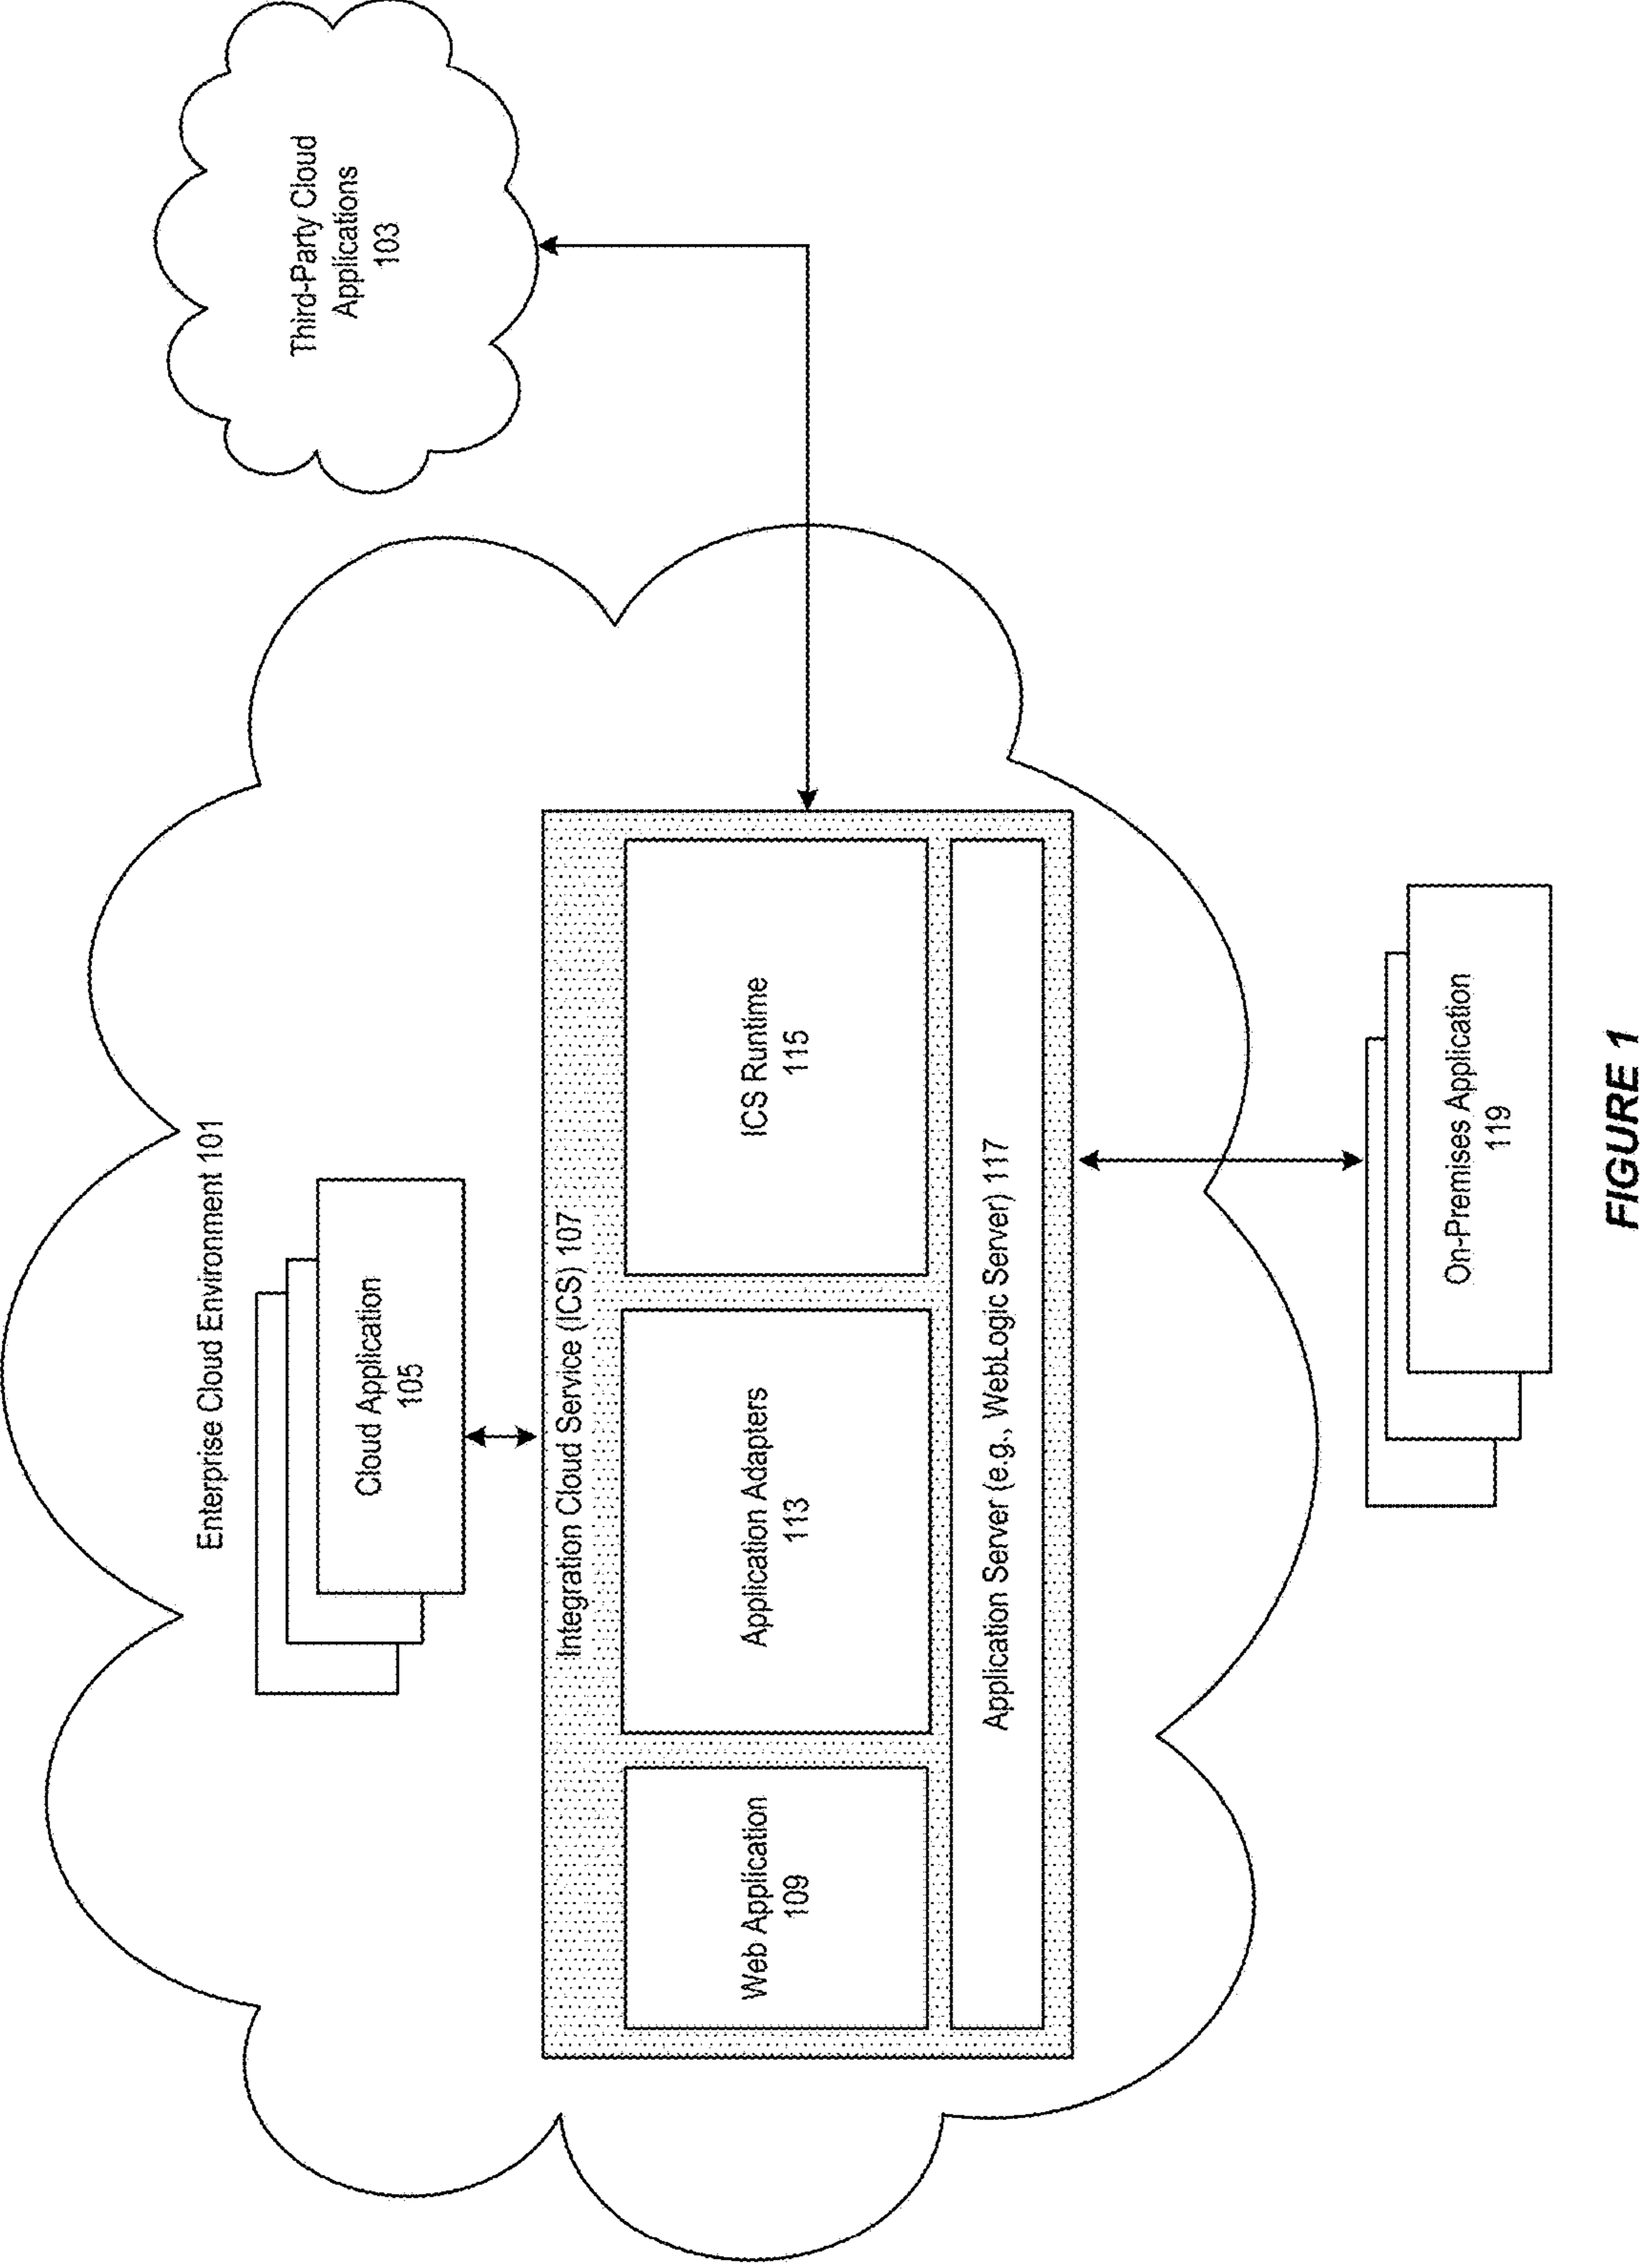 Third-Party Cloud
Applications
103
Enterprise Cloud Environment 101
Cloud Application
105
Integration Cloud Service (ICS) 107
Web Application
109
Application Adapters
113
ICS Runtime
115
Application Server (e.g., WebLogic Server) 117
On-Premises Application
119
FIGURE 1